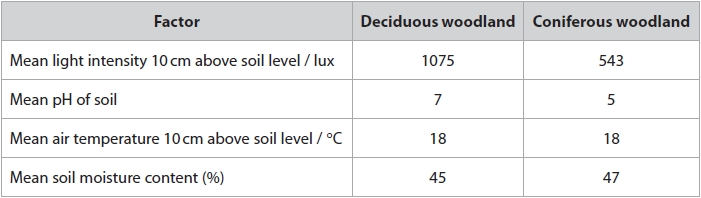 Factor Deciduous woodland Coniferous woodland
Mean light intensity 10 cm above soil level / lux 1075 543
Mean pH of soil 7 5
Mean air temperature 10 cm above soil level / °C 18 18
Mean soil moisture content (%) 45 47